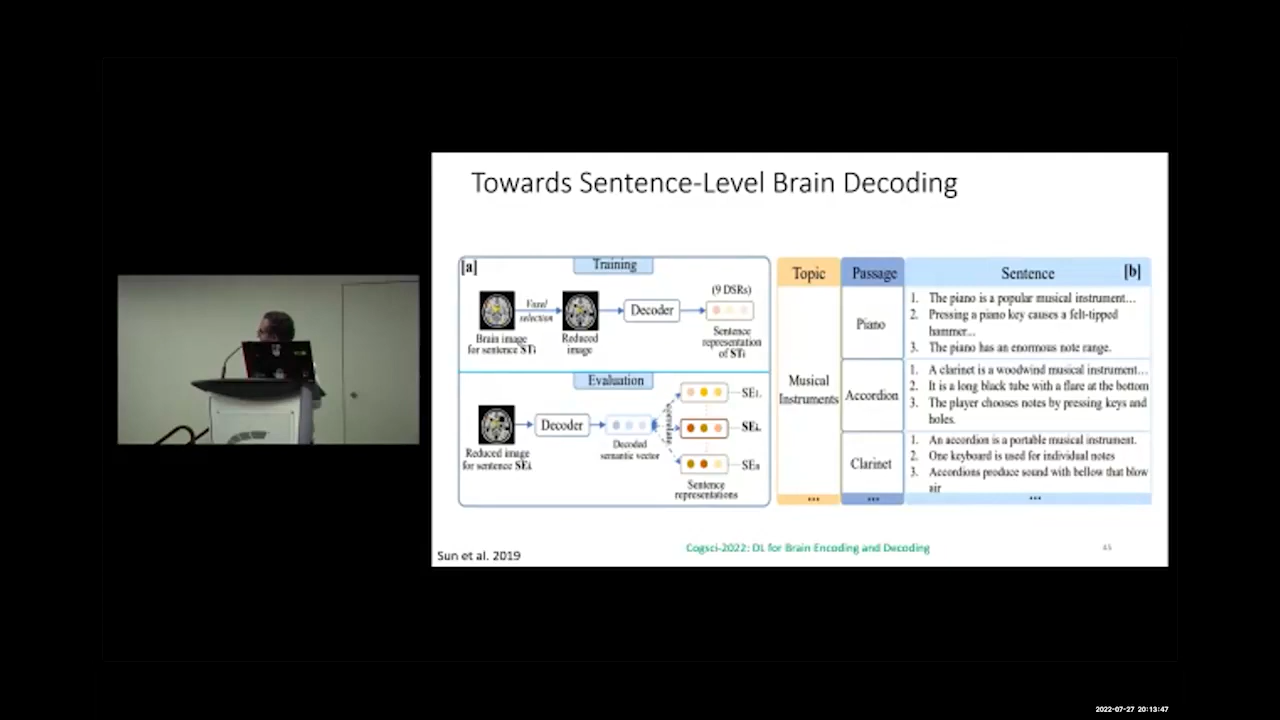 Towards Sentence-Level Brain Decoding
[a]
Training
(9 DSRs)
Voxel
selection
Decoder
Brain image
for sentence STi
Reduced
image
Sentence
representation
of STi
Evaluation
Decoder
SE1.
SEi.
SEn
Reduced image
for sentence SEi.
Decoded
semantic vector
Sentence
representations
Topic
Passage
Sentence
[b]
Musical
Instruments
Piano
1. The piano is a popular musical instrument...
2. Pressing a piano key causes a felt-tipped
hammer...
3. The piano has an enormous note range.
Accordion
1. A clarinet is a woodwind musical instrument...
2. It is a long black tube with a flare at the bottom
3. The player chooses notes by pressing keys and
holes.
Clarinet
1. An accordion is a portable musical instrument.
2. One keyboard is used for individual notes
3. Accordions produce sound with bellow that blow
air
...
...
...
Sun et al. 2019
Cogsci-2022: DL for Brain Encoding and Decoding
2022-07-27 20:13:47